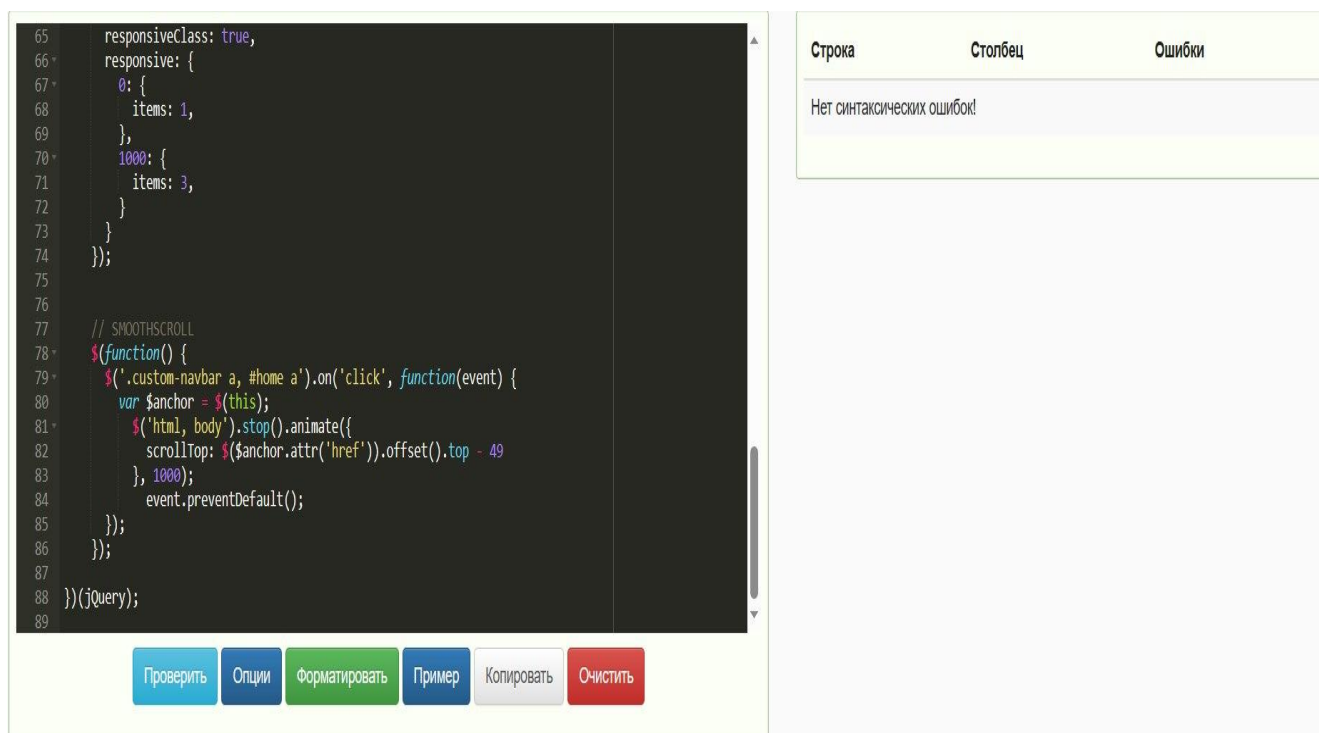 65 responsiveClass: true,
66 responsive: {
67 0: {
68 items: 1,
69 },
70 1000: {
71 items: 3,
72 }
73 }
74 });
75
76
77 // SMOOTHSCROLL
78 $(function() {
79 $('.custom-navbar a, #home a').on('click', function(event) {
80 var $anchor = $(this);
81 $('html, body').stop().animate({
82 scrollTop: $($anchor.attr('href')).offset().top - 49
83 }, 1000);
84 event.preventDefault();
85 });
86 });
87
88 })(jQuery);
89
Проверить Опции Форматировать Пример Копировать Очистить
Строка Столбец Ошибки
Нет синтаксических ошибок!